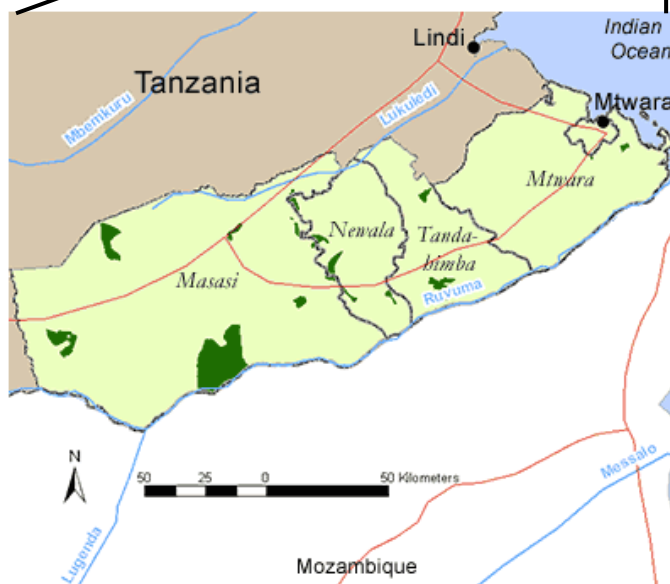 Indian
Ocean
Lindi
Tanzania
Mtwara
Mbemkuru
Lukuledi
Mtwara
Newala
Tanda-
himba
Masasi
Ruvuma
N
50 25 0 50 Kilometers
Messalo
Lugenda
Mozambique